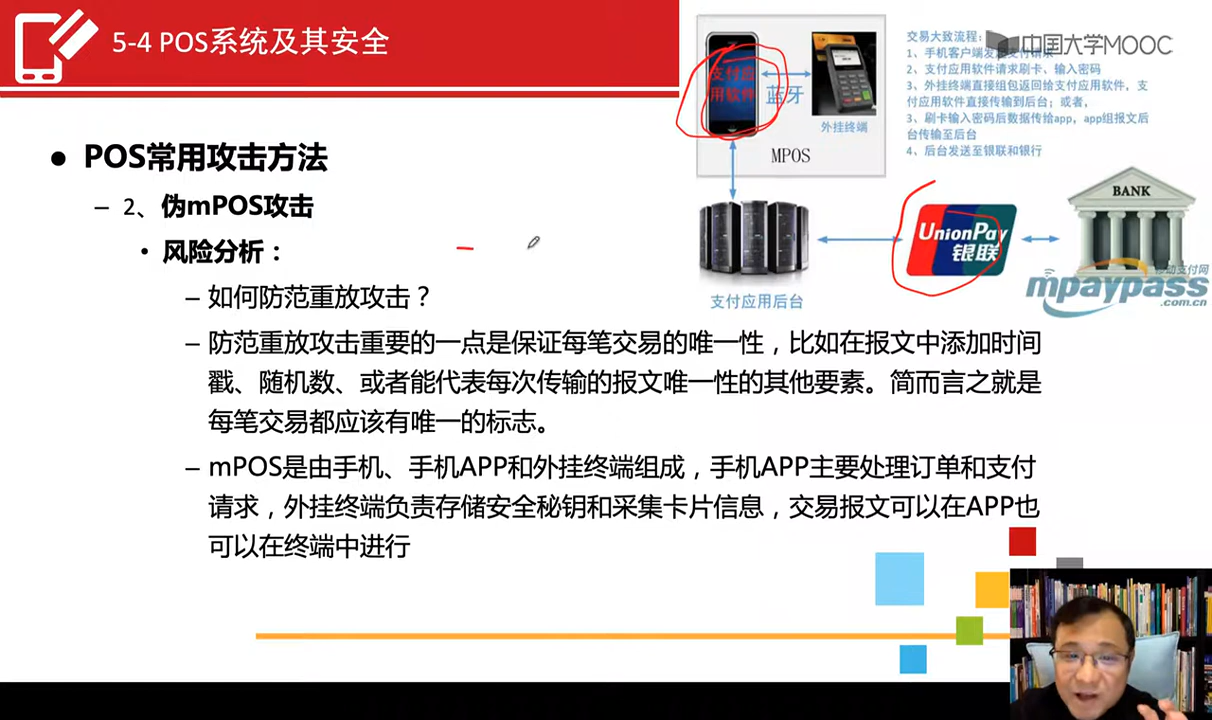 5-4 POS系统及其安全
中国大学MOOC
POS常用攻击方法
2、伪mPOS攻击
风险分析：
如何防范重放攻击？
防范重放攻击重要的一点是保证每笔交易的唯一性，比如在报文中添加时间
戳、随机数、或者能代表每次传输的报文唯一性的其他要素。简而言之就是
每笔交易都应该有唯一的标志。
mPOS是由手机、手机APP和外挂终端组成，手机APP主要处理订单和支付
请求，外挂终端负责存储安全秘钥和采集卡片信息，交易报文可以在APP也
可以在终端中进行
支付应
用软件
蓝牙
外挂终端
MPOS
交易大致流程：
1、手机客户端发起支付请求
2、支付应用软件请求刷卡、输入密码
3、外挂终端直接组包返回给支付应用软件，支
付应用软件直接传输到后台；或者，
3、刷卡输入密码后数据传给app，app组报文后
台传输至后台
4、后台发送至银联和银行
支付应用后台
UnionPay
银联
BANK
移动支付网
mpaypass
.com.cn